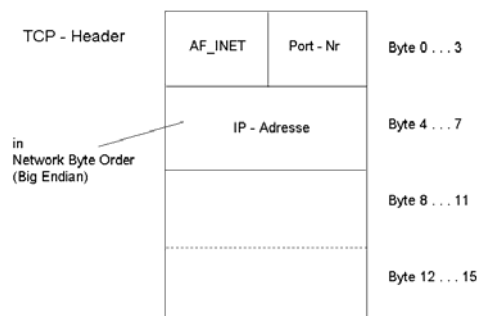 TCP - Header
AF_INET
Port - Nr
Byte 0 . . . 3
IP - Adresse
Byte 4 . . . 7
in
Network Byte Order
(Big Endian)
Byte 8 . . . 11
Byte 12 . . . 15